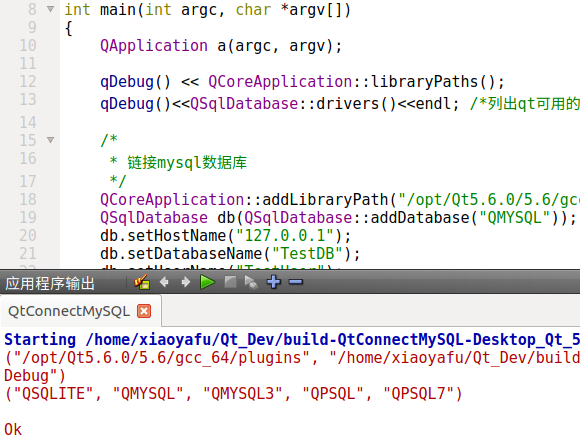 8 int main(int argc, char *argv[])
9 {
10 QApplication a(argc, argv);
11
12 qDebug() << QCoreApplication::libraryPaths();
13 qDebug()<<QSqlDatabase::drivers()<<endl; /*列出qt可用的
14
15 /*
16 * 链接mysql数据库
17 */
18 QCoreApplication::addLibraryPath("/opt/Qt5.6.0/5.6/gcc
19 QSqlDatabase db(QSqlDatabase::addDatabase("QMYSQL"));
20 db.setHostName("127.0.0.1");
21 db.setDatabaseName("TestDB");
22 db.setUserName("TestUser");
应用程序输出
QtConnectMySQL
Starting /home/xiaoyafu/Qt_Dev/build-QtConnectMySQL-Desktop_Qt_5
("/opt/Qt5.6.0/5.6/gcc_64/plugins", "/home/xiaoyafu/Qt_Dev/build
Debug")
("QSQLITE", "QMYSQL", "QMYSQL3", "QPSQL", "QPSQL7")
Ok